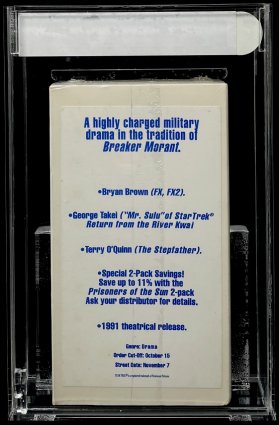 A highly charged military
drama in the tradition of
Breaker Morant.
•Bryan Brown (FX, FX2).
•George Takei ("Mr. Sulu" of StarTrek®
Return from the River Kwai
•Terry O'Quinn (The Stepfather).
•Special 2-Pack Savings!
Save up to 11% with the
Prisoners of the Sun 2-pack
Ask your distributor for details.
•1991 theatrical release.
Genre: Drama
Order Cut-Off: October 15
Street Date: November 7